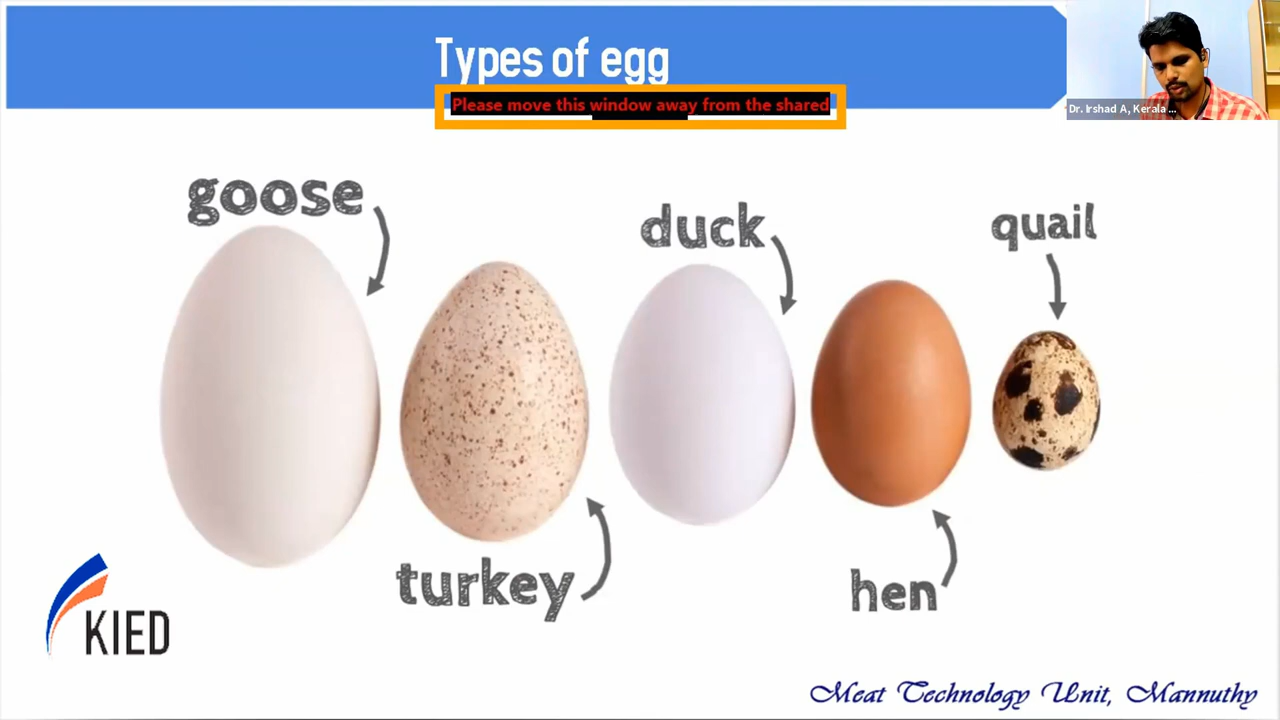 Types of egg
Please move this window away from the shared
Dr. Irshad A, Kerala ...
goose
duck
quail
turkey
hen
KIED
Meat Technology Unit, Mannuthy